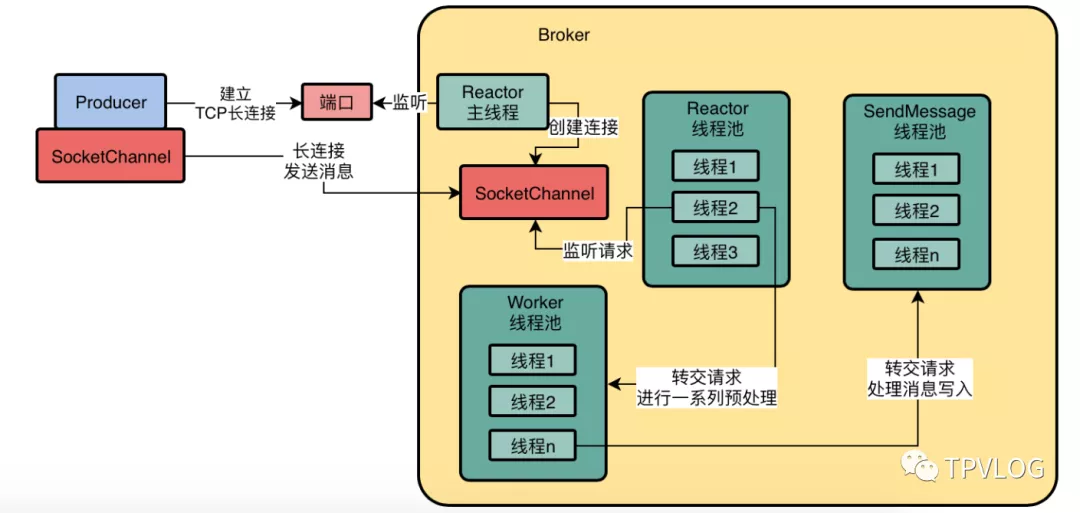 Broker
Producer
SocketChannel
建立
TCP长连接
端口
监听
Reactor
主线程
创建连接
长连接
发送消息
SocketChannel
监听请求
Reactor
线程池
线程1
线程2
线程3
SendMessage
线程池
线程1
线程2
线程n
Worker
线程池
线程1
线程2
线程n
转交请求
进行一系列预处理
转交请求
处理消息写入
TPVLOG